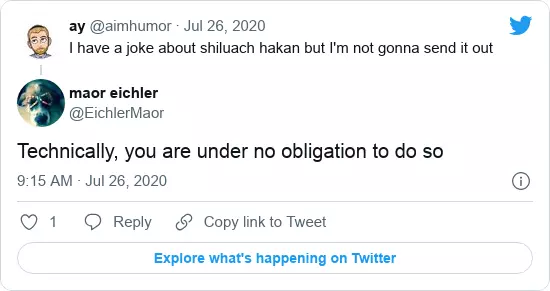 ay @aimhumor · Jul 26, 2020
I have a joke about shiluach hakan but I'm not gonna send it out
maor eichler
@EichlerMaor
Technically, you are under no obligation to do so
9:15 AM · Jul 26, 2020
1 Reply Copy link to Tweet
Explore what's happening on Twitter